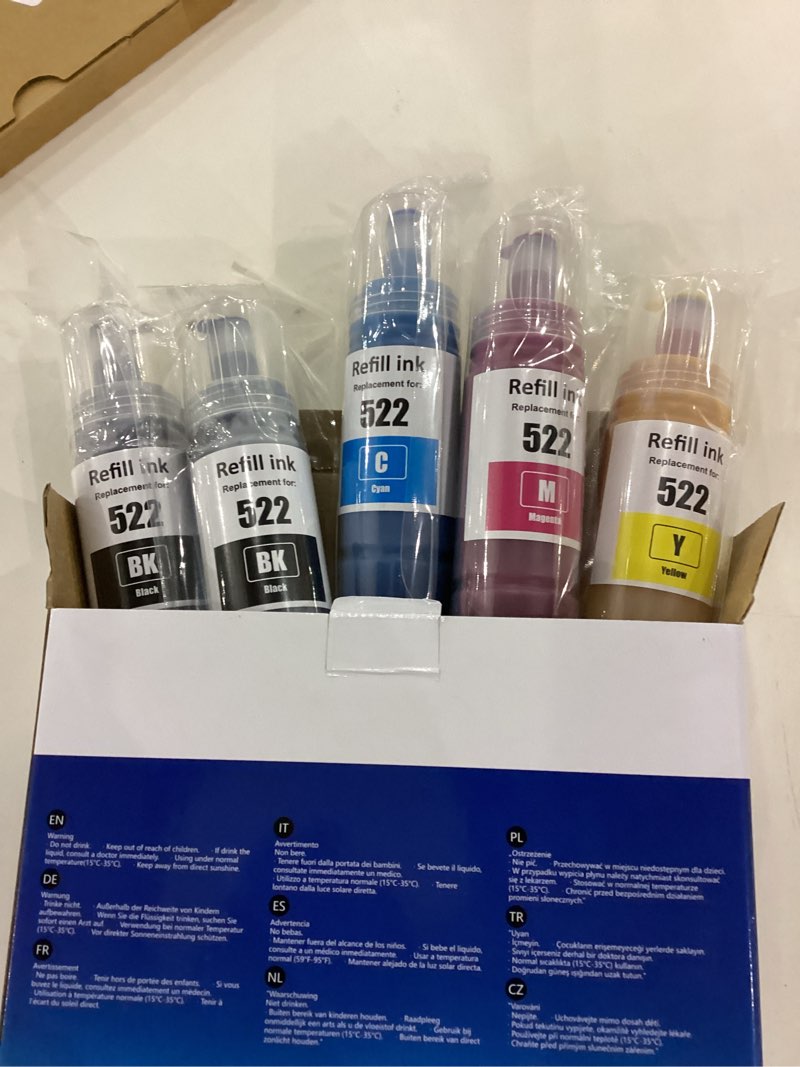 Refill ink
Replacement for:
522
BK
Black
Refill ink
Replacement for:
522
BK
Black
Refill ink
Replacement for:
522
C
Cyan
Refill ink
Replacement for:
522
M
Magenta
Refill ink
Replacement for:
522
Y
Yellow
EN
Warning
· Do not drink. · Keep out of reach of children. · If drink the
liquid, consult a doctor immediately. · Using under normal
temperature(15°C-35°C). · Keep away from direct sunshine.
DE
Warnung
· Trinke nicht. · Außerhalb der Reichweite von Kindern
aufbewahren. · Wenn Sie die Flüssigkeit trinken, suchen Sie
sofort einen Arzt auf · Verwendung bei normaler Temperatur
(15°C-35°C). · Vor direkter Sonneneinstrahlung schützen.
FR
Avertissement
· Ne pas boire. · Tenir hors de portée des enfants. · Si vous
buvez le liquide, consultez immédiatement un médecin.
· Utilisation à température normale (15°C-35°C). · Tenir à
l'écart du soleil direct.
IT
Avvertimento
Non bere.
· Tenere fuori dalla portata dei bambini. · Se bevete il liquido,
consultate immediatamente un medico.
· Utilizzo a temperatura normale (15°C-35°C). · Tenere
lontano dalla luce solare diretta.
ES
Advertencia
No bebas.
· Mantener fuera del alcance de los niños. · Si bebe el líquido,
consulte a un médico inmediatamente. · Usar a temperatura
normal (59°F-95°F). · Mantener alejado de la luz solar directa.
NL
"Waarschuwing
Niet drinken.
· Buiten bereik van kinderen houden. · Raadpleeg
onmiddellijk een arts als u de vloeistof drinkt. · Gebruik bij
normale temperaturen (15°C-35°C). · Buiten bereik van direct
zonlicht houden."
PL
„Ostrzeżenie
· Nie pić. · Przechowywać w miejscu niedostępnym dla dzieci.
· W przypadku wypicia płynu należy natychmiast skonsultować
się z lekarzem. · Stosować w normalnej temperaturze
(15°C-35°C). · Chronić przed bezpośrednim działaniem
promieni słonecznych."
TR
"Uyarı
· İçmeyin. · Çocukların erişemeyeceği yerlerde saklayın.
· Sıvıyı içerseniz derhal bir doktora danışın.
· Normal sıcaklıkta (15°C-35°C) kullanın.
· Doğrudan güneş ışığından uzak tutun."
CZ
"Varování
· Nepijte. · Uchovávejte mimo dosah dětí.
· Pokud tekutinu vypijete, okamžitě vyhledejte lékaře.
· Používejte při normální teplotě (15°C-35°C).
· Chraňte před přímým slunečním zářením."